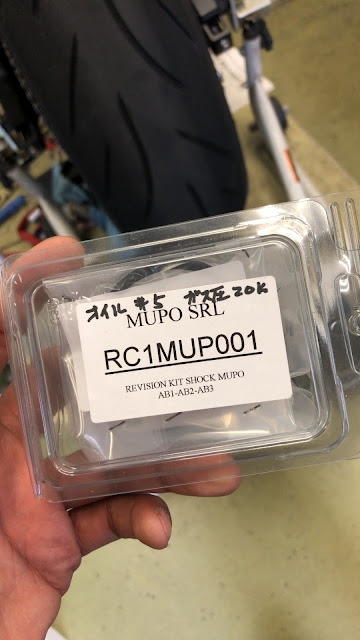 オイル #5 ガス圧 20K
MUPO SRL
RC1MUP001
REVISION KIT SHOCK MUPO
AB1-AB2-AB3